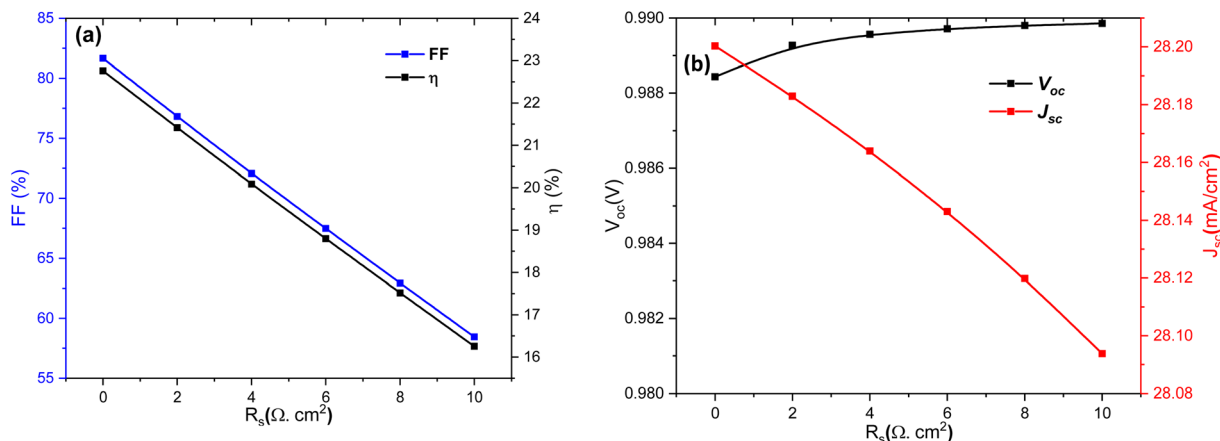 (a)
FF
η
85
80
75
70
65
60
55
FF (%)
24
23
22
21
20
19
18
17
16
15
η (%)
0 2 4 6 8 10
Rs(Ω. cm²)
(b)
Voc
Jsc
0.990
0.988
0.986
0.984
0.982
0.980
Voc(V)
28.20
28.18
28.16
28.14
28.12
28.10
28.08
Jsc(mA/cm²)
0 2 4 6 8 10
Rs(Ω. cm²)